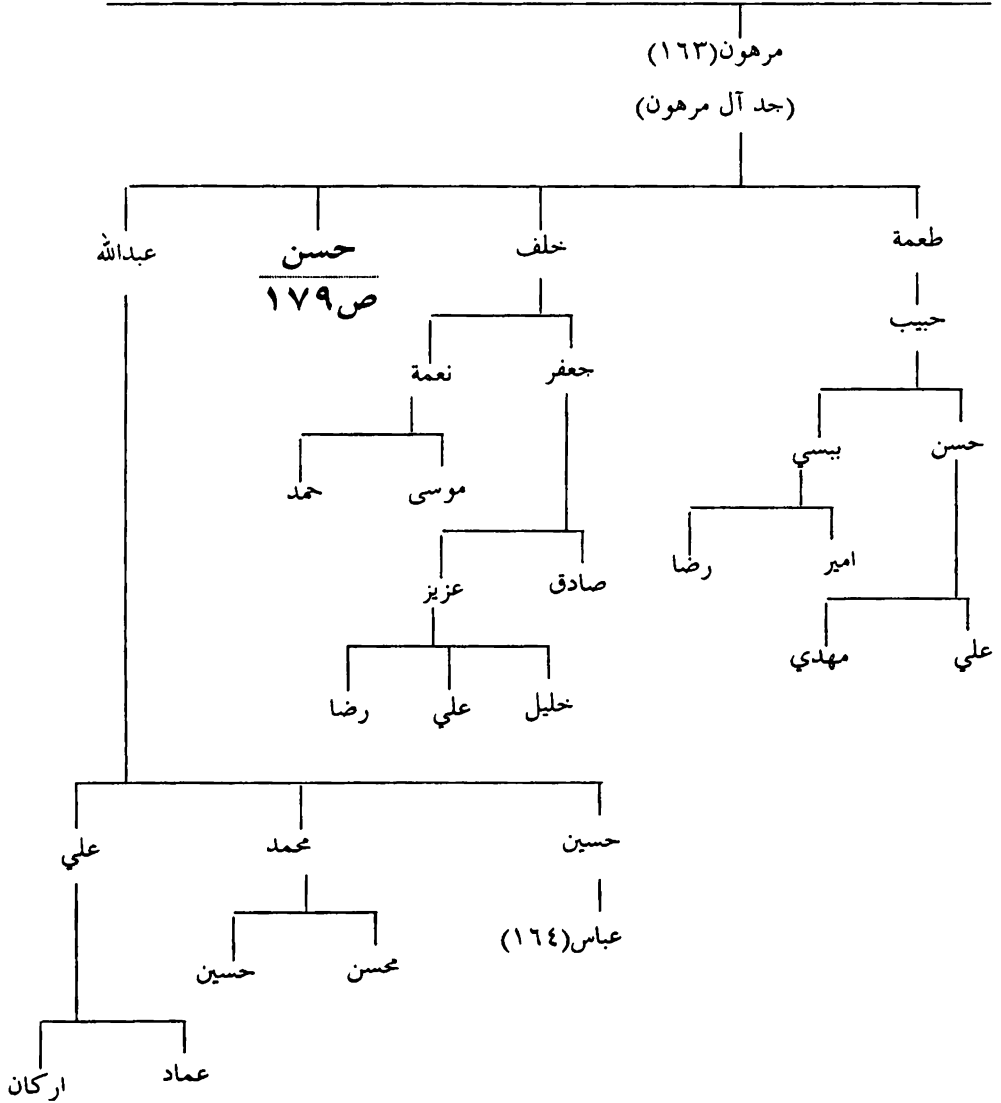 مرهون(١٦٣)
(جد آل مرهون)
طعمة
خلف
حسن
ص١٧٩
عبدالله
حبيب
جعفر
نعمة
حسن
ببسي
موسى
حمد
امير
رضا
صادق
عزيز
علي
مهدي
خليل
علي
رضا
حسين
محمد
علي
عباس(١٦٤)
محسن
حسين
عماد
اركان